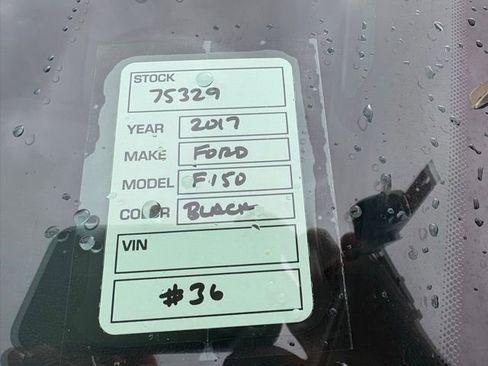 STOCK
75329
YEAR 2017
MAKE FORD
MODEL F150
COLOR BLACK
VIN
#36